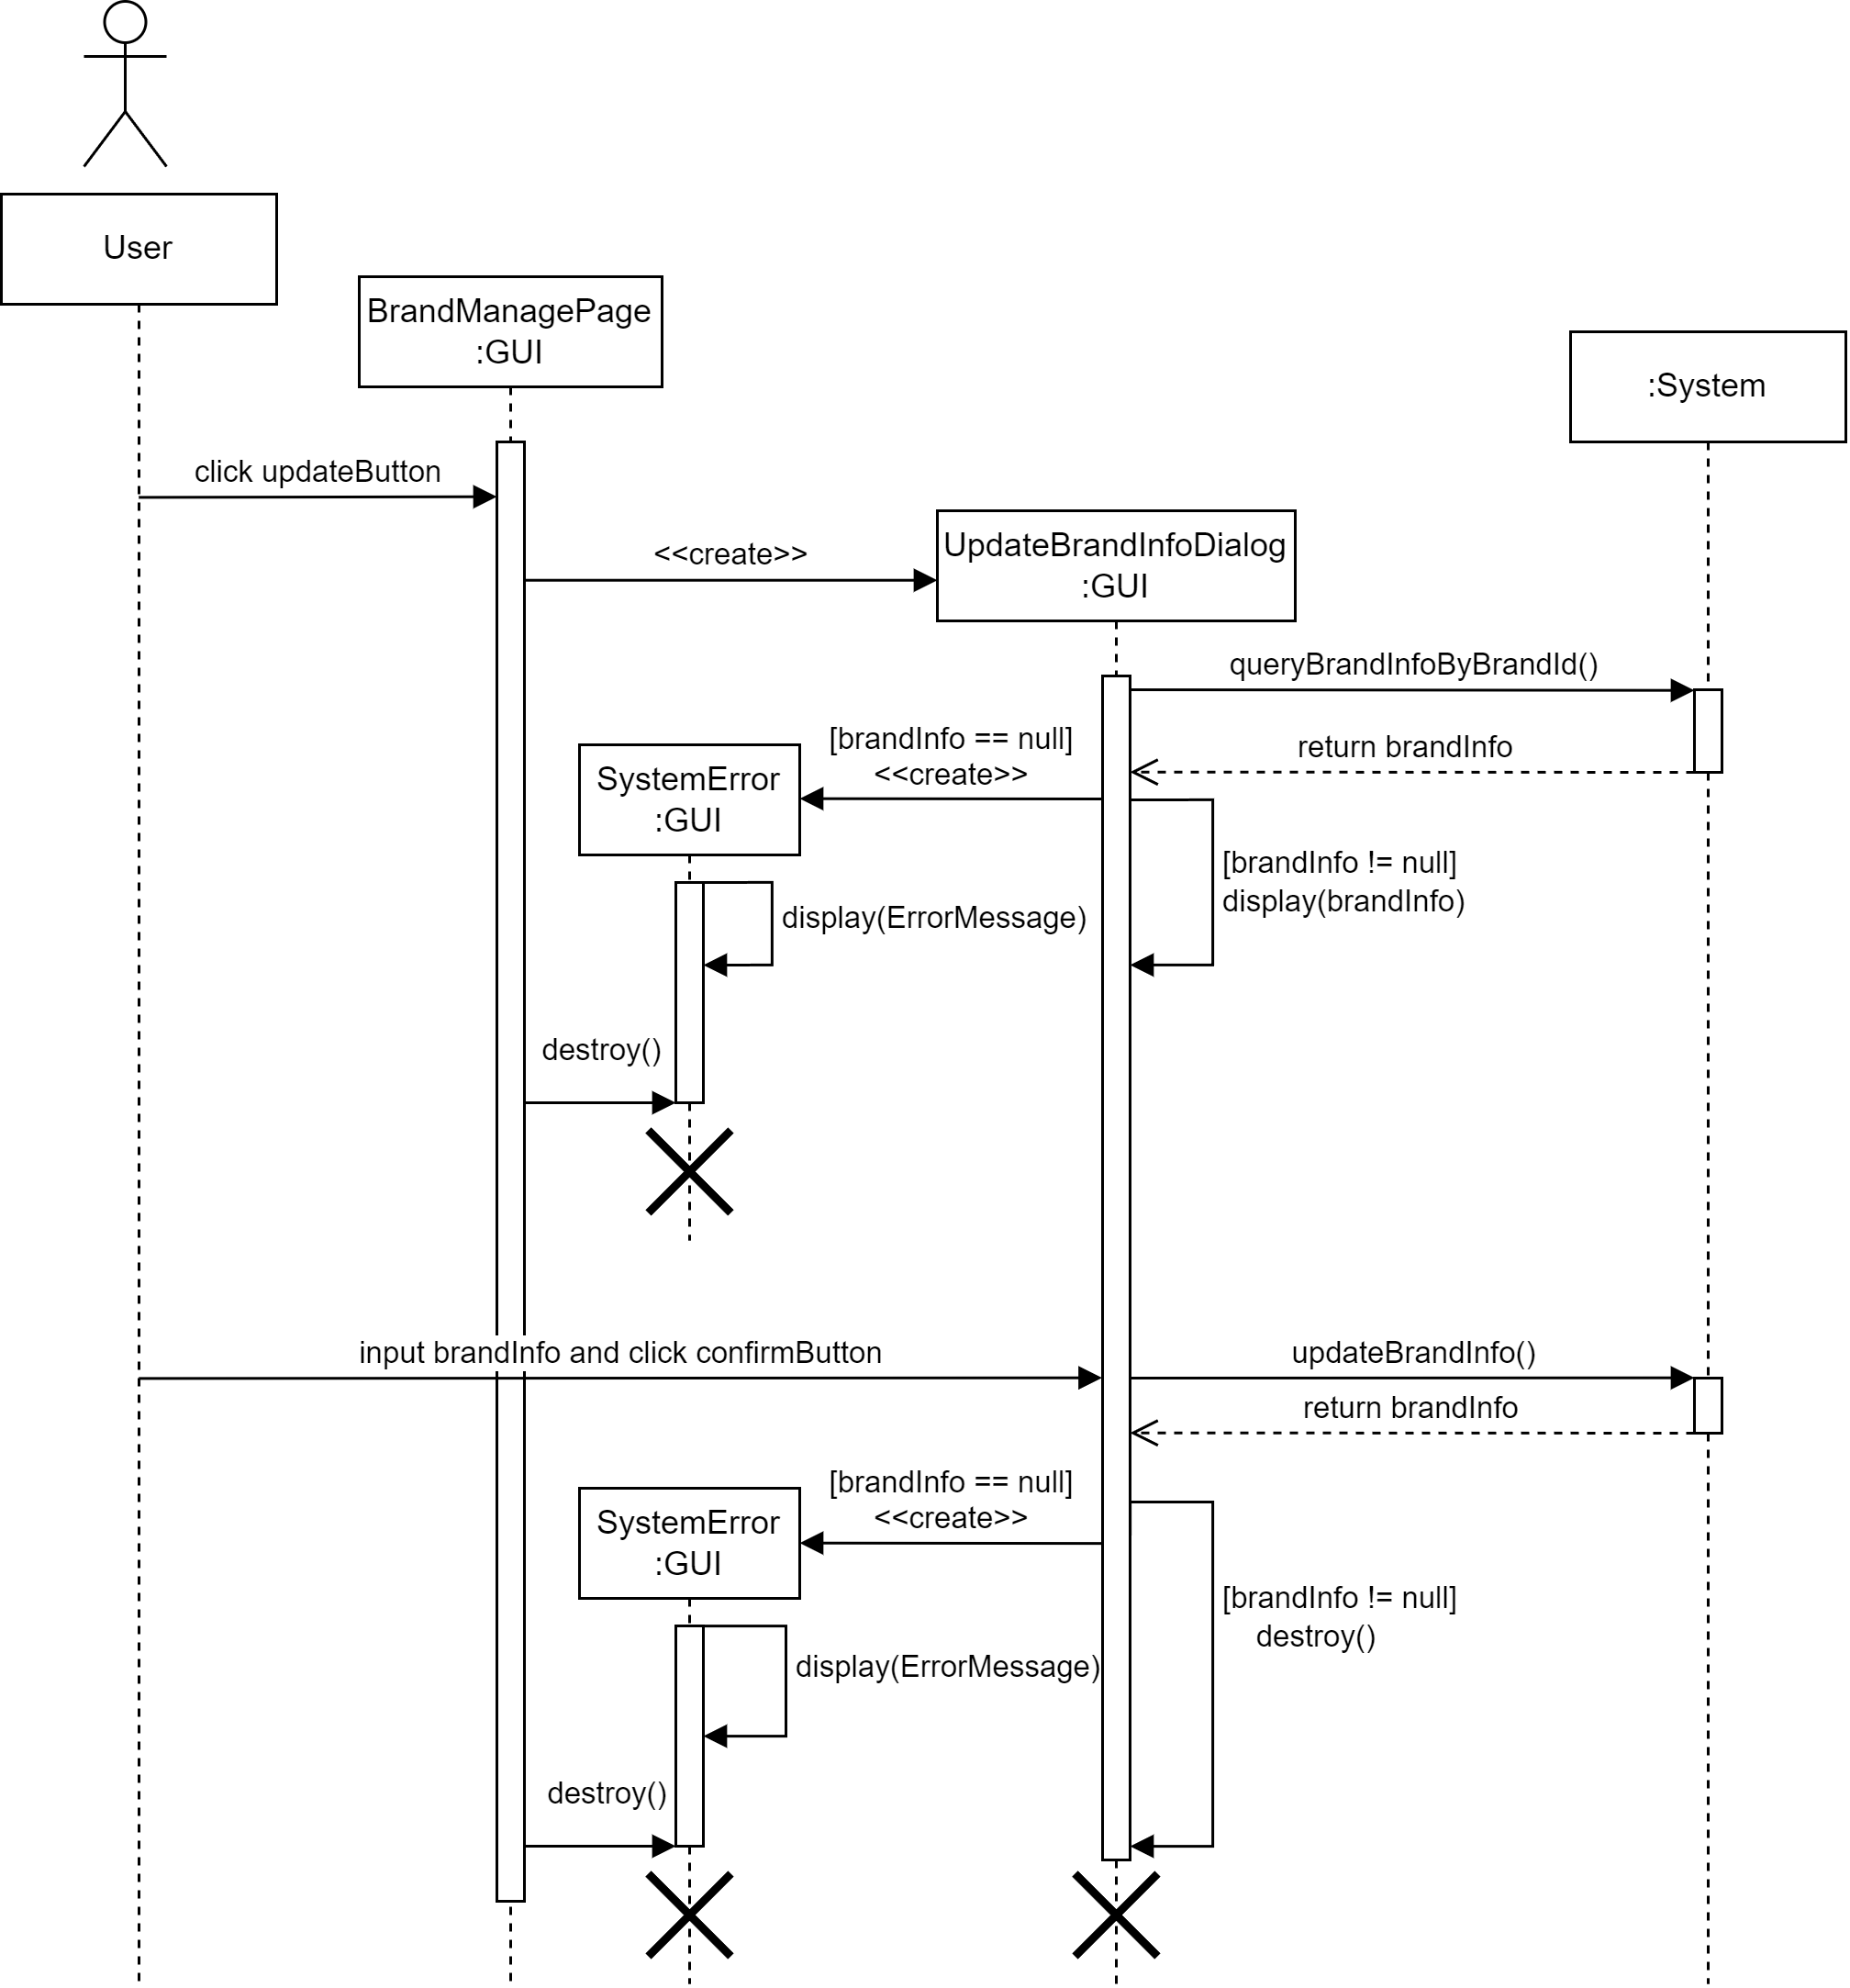 User
BrandManagePage
:GUI
:System
click updateButton
<<create>>
UpdateBrandInfoDialog
:GUI
queryBrandInfoByBrandId()
return brandInfo
[brandInfo == null]
<<create>>
SystemError
:GUI
[brandInfo != null]
display(brandInfo)
display(ErrorMessage)
destroy()
input brandInfo and click confirmButton
updateBrandInfo()
return brandInfo
[brandInfo == null]
<<create>>
SystemError
:GUI
[brandInfo != null]
destroy()
display(ErrorMessage)
destroy()